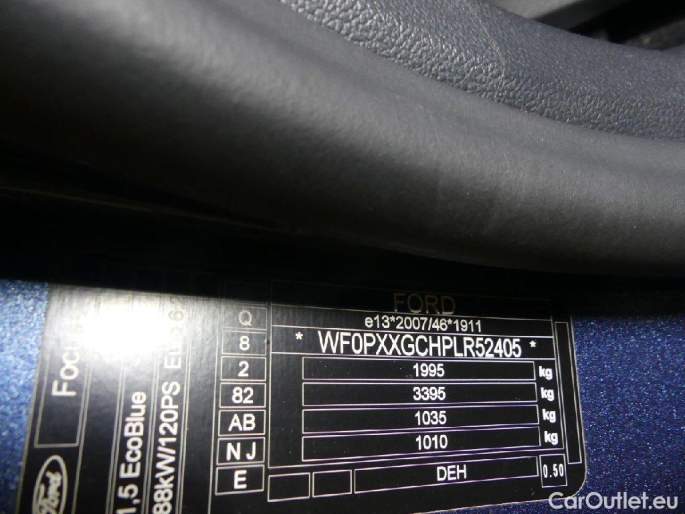 FORD
Q e13*2007/46*1911
8 * WF0PXXGCHPLR52405 *
2 1995 kg
82 3395 kg
AB 1035 kg
N J 1010 kg
E DEH 0.50
1,5 EcoBlue
88kW/120PS
Ford
CarOutlet.eu